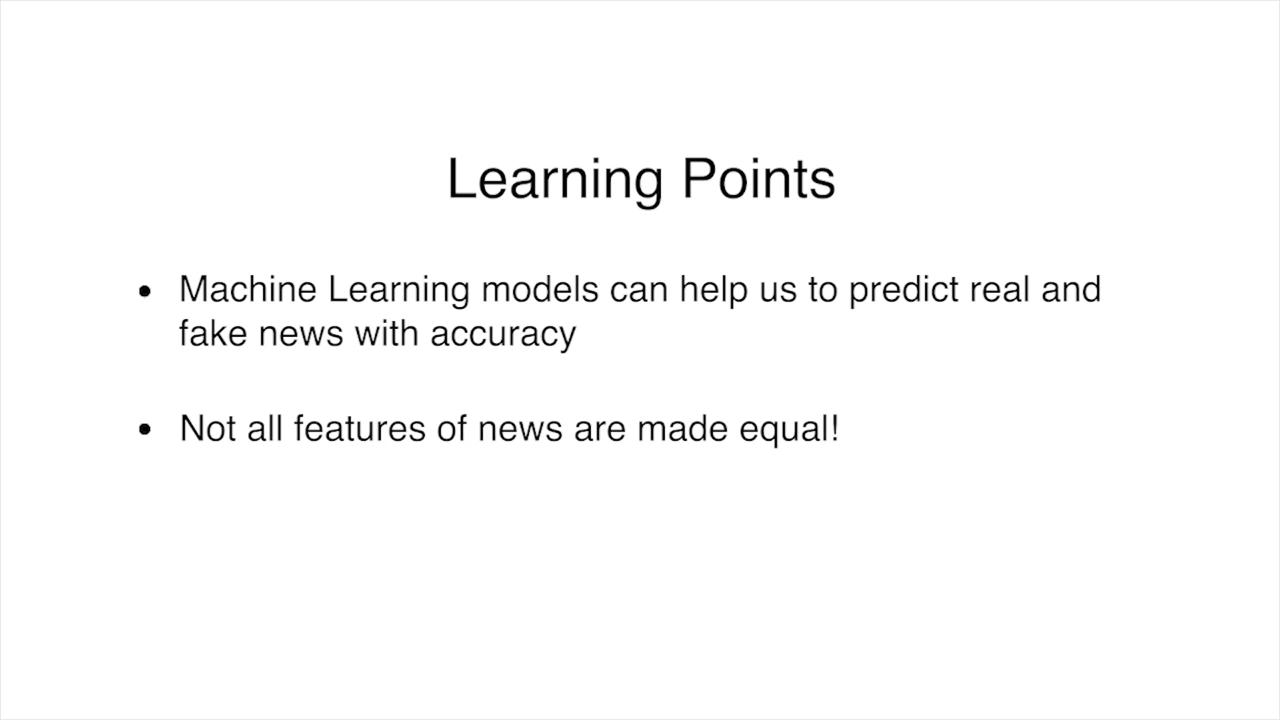 Learning Points
• Machine Learning models can help us to predict real and
fake news with accuracy
• Not all features of news are made equal!